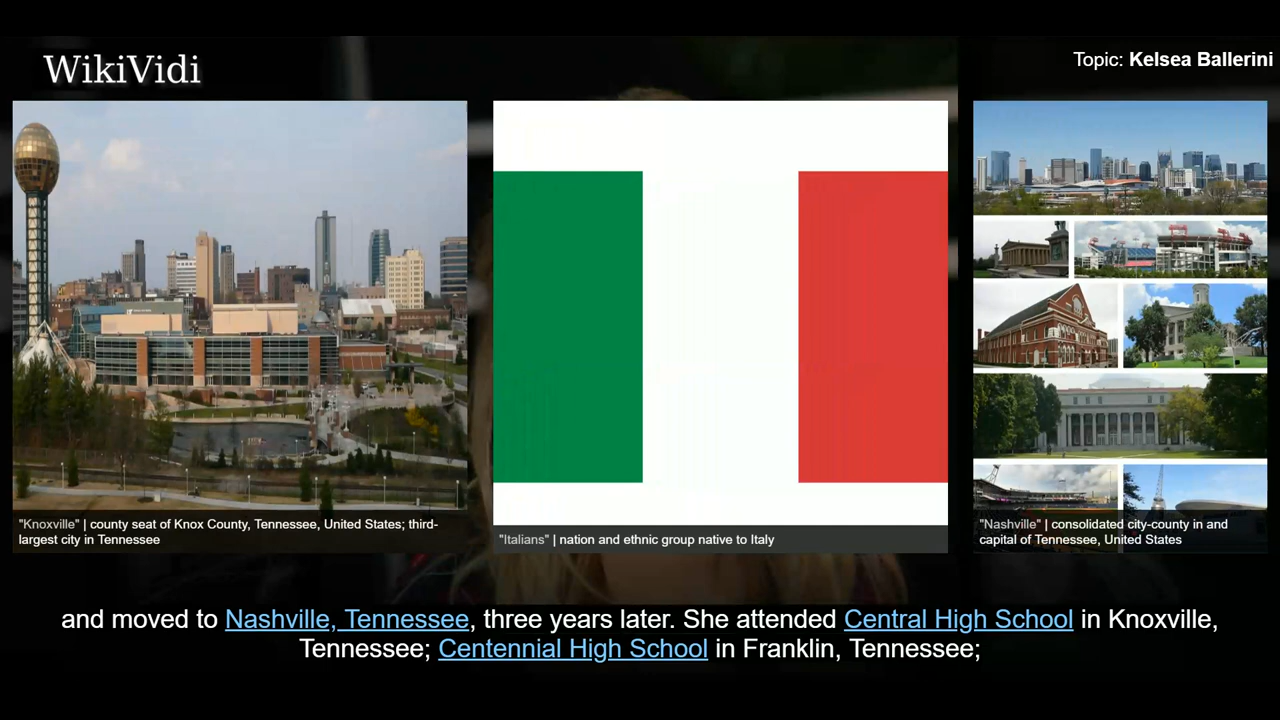 WikiVidi
Topic: Kelsea Ballerini
"Knoxville" | county seat of Knox County, Tennessee, United States; third-
largest city in Tennessee
"Italians" | nation and ethnic group native to Italy
"Nashville" | consolidated city-county in and
capital of Tennessee, United States
and moved to Nashville, Tennessee, three years later. She attended Central High School in Knoxville,
Tennessee; Centennial High School in Franklin, Tennessee;